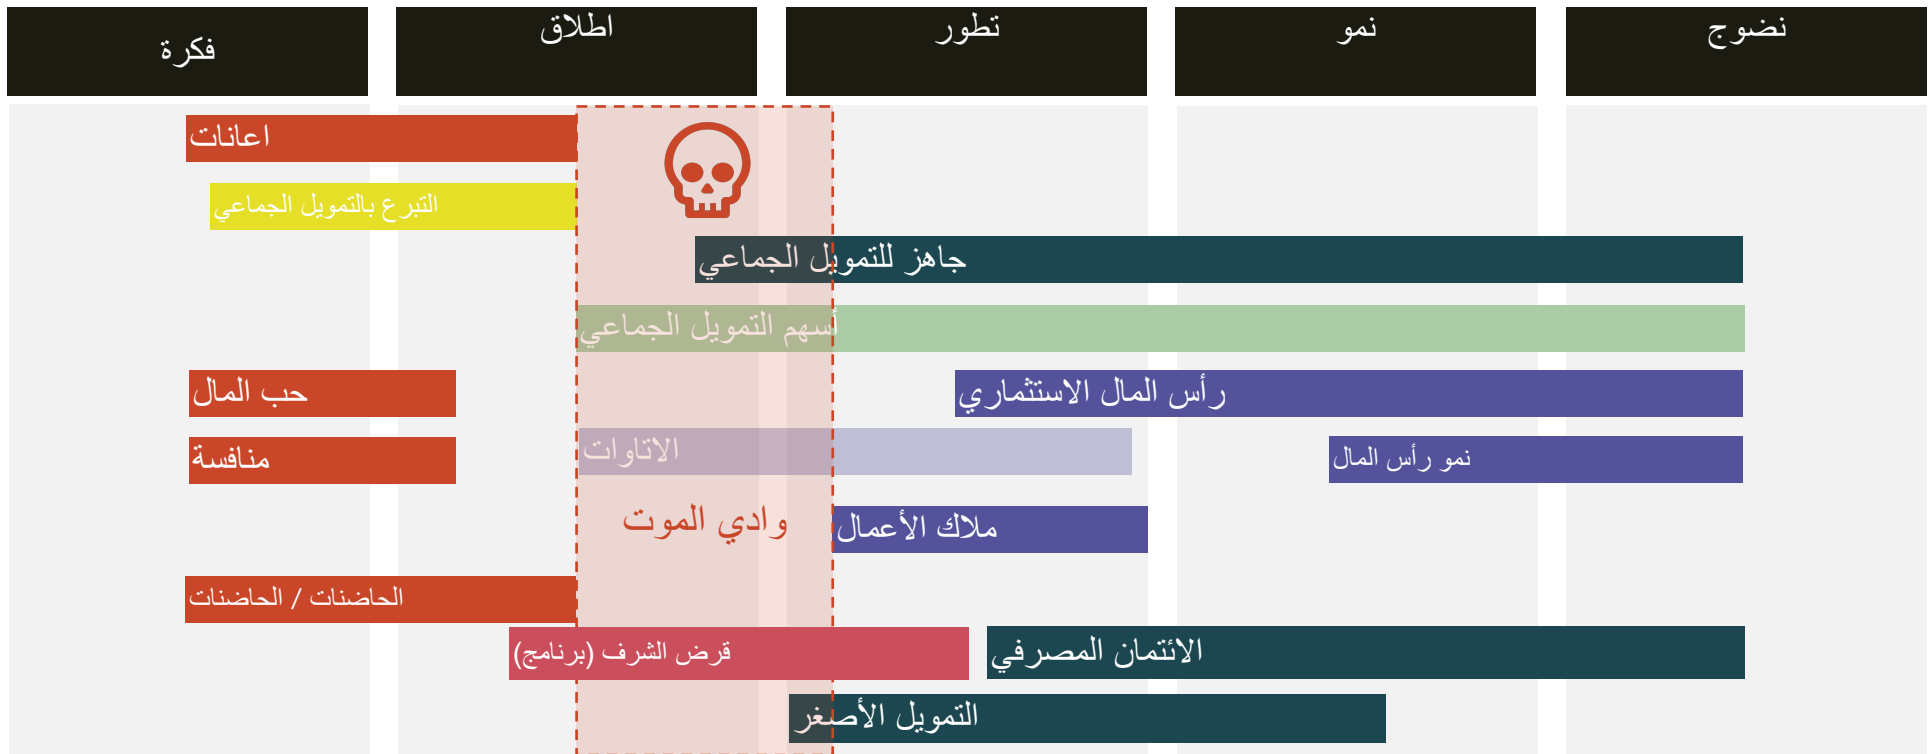 فكرة
اطلاق
تطور
نمو
نضوج
اعانات
التبرع بالتمويل الجماعي
جاهز للتمويل الجماعي
أسهم التمويل الجماعي
حب المال
رأس المال الاستثماري
منافسة
الاتاوات
نمو رأس المال
وادي الموت
ملاك الأعمال
الحاضنات / الحاضنات
قرض الشرف (برنامج)
الائتمان المصرفي
التمويل الأصغر